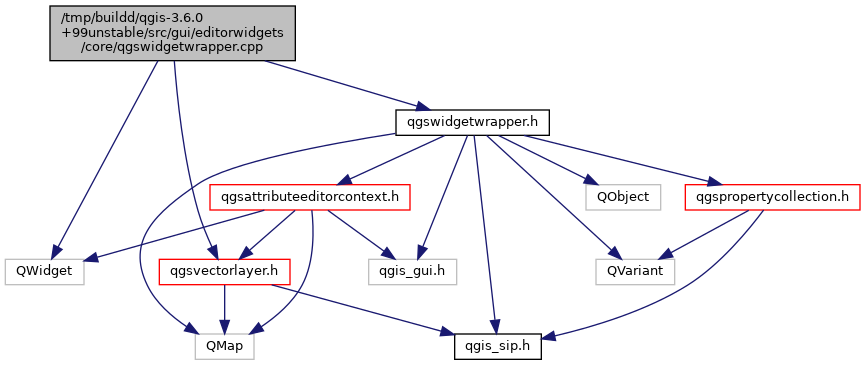 /tmp/buildd/qgis-3.6.0
+99unstable/src/gui/editorwidgets
/core/qgswidgetwrapper.cpp
qgswidgetwrapper.h
qgsattributeeditorcontext.h
QObject
qgspropertycollection.h
QWidget
qgsvectorlayer.h
qgis_gui.h
QVariant
QMap
qgis_sip.h